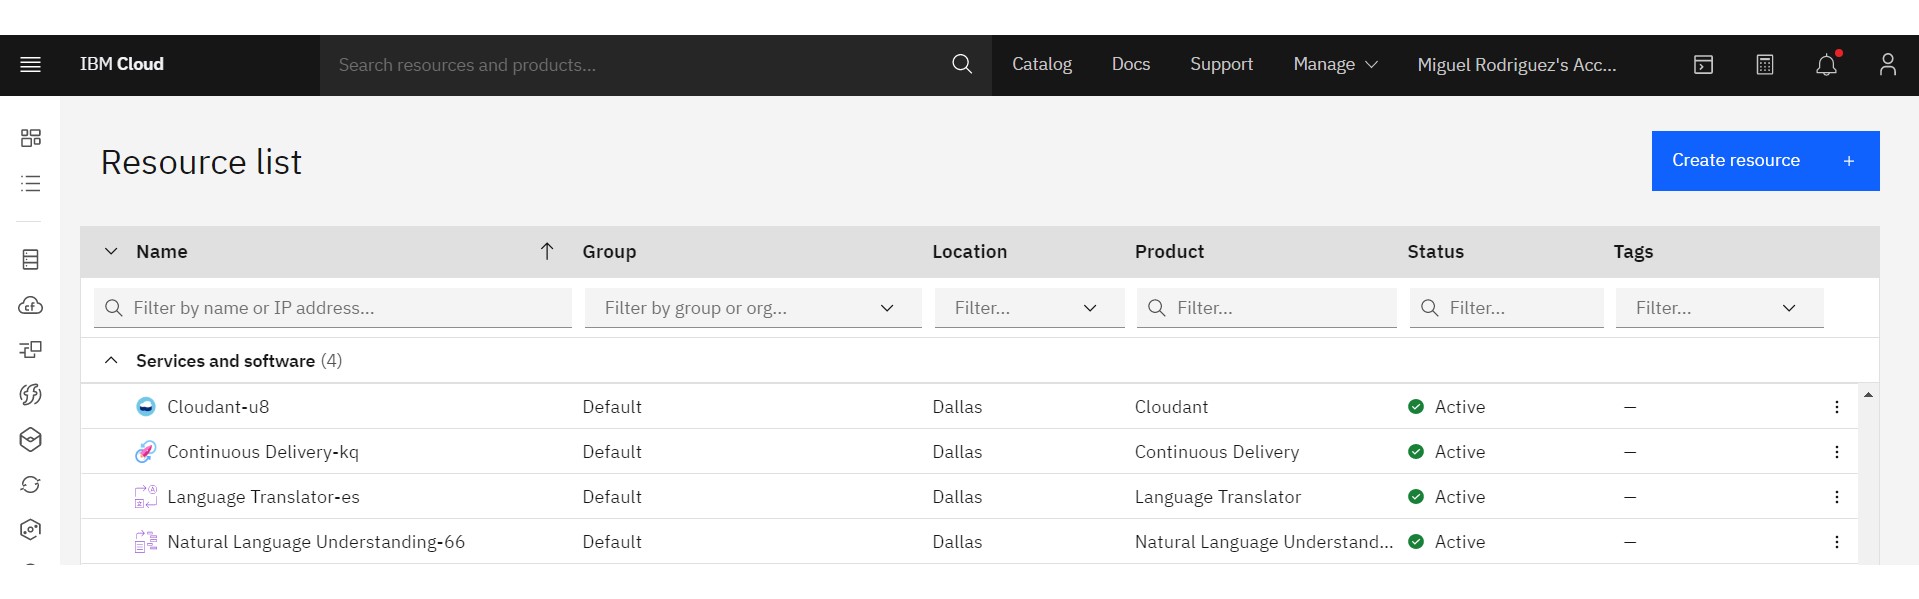 IBM Cloud Search resources and products... Catalog Docs Support Manage Miguel Rodriguez's Acc...
Resource list
Create resource +
Name Group Location Product Status Tags
Filter by name or IP address... Filter by group or org... Filter... Filter... Filter... Filter...
Services and software (4)
Cloudant-u8 Default Dallas Cloudant Active —
Continuous Delivery-kq Default Dallas Continuous Delivery Active —
Language Translator-es Default Dallas Language Translator Active —
Natural Language Understanding-66 Default Dallas Natural Language Understand... Active —